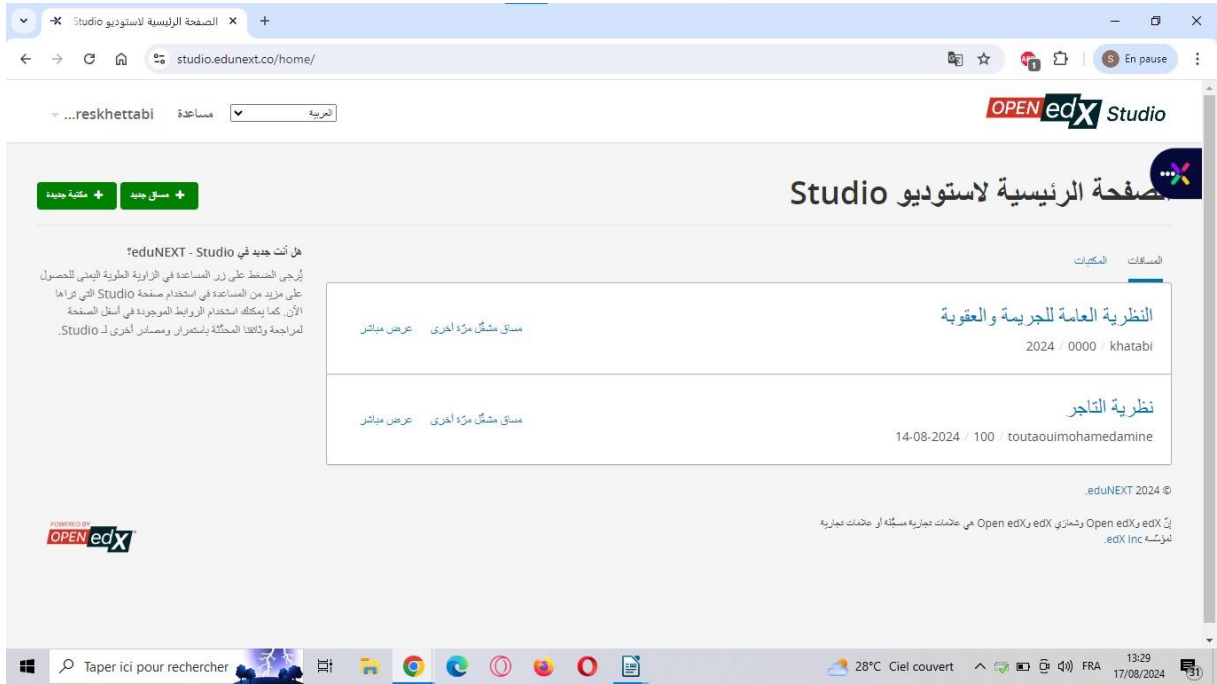 الصفحة الرئيسية لاستوديو Studio
studio.edunext.co/home/
En pause
OPEN edX Studio
العربية
مساعدة
reskhettabi...
الصفحة الرئيسية لاستوديو Studio
+ مساق جديد
+ مكتبة جديدة
المساقات المكتبات
النظرية العامة للجريمة والعقوبة
khatabi / 0000 / 2024
مساق مشغَّل مرّة أخرى عرض مباشر
نظرية التاجر
toutaouimohamedamine / 100 / 14-08-2024
مساق مشغَّل مرّة أخرى عرض مباشر
هل أنت جديد في eduNEXT - Studio؟
يُرجى الضغط على زر المساعدة في الزاوية العلوية اليمنى للحصول
على مزيد من المساعدة في استخدام صفحة Studio التي تراها
الآن. كما يمكنك استخدام الروابط الموجودة في أسفل الصفحة
لمراجعة وثائقنا المحدّثة باستمرار ومصادر أخرى لـ Studio.
© eduNEXT 2024.
إنّ edX وOpen edX وشعارَي edX وOpen edX هي علامات تجارية مسجّلة أو علامات تجارية
لمؤسّسة edX Inc.
POWERED BY
OPEN edX
Taper ici pour rechercher
28°C Ciel couvert
FRA
13:29
17/08/2024
31